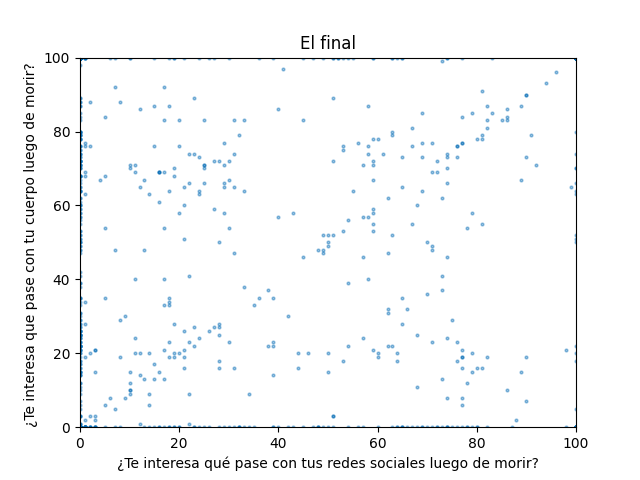 El final
100
80
60
40
20
0
¿Te interesa que pase con tu cuerpo luego de morir?
0 20 40 60 80 100
¿Te interesa qué pase con tus redes sociales luego de morir?